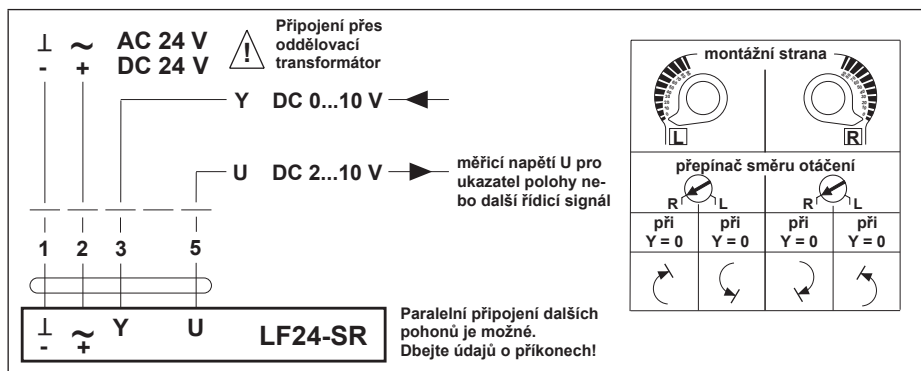 ⊥ ~ AC 24 V
- + DC 24 V
Připojení přes
oddělovací
transformátor
Y DC 0...10 V
U DC 2...10 V
měřicí napětí U pro
ukazatel polohy ne-
bo další řídicí signál
1 2 3 5
⊥ ~ Y U LF24-SR
- +
Paralelní připojení dalších
pohonů je možné.
Dbejte údajů o příkonech!
montážní strana
L R
přepínač směru otáčení
R L R L
při při při při
Y = 0 Y = 0 Y = 0 Y = 0